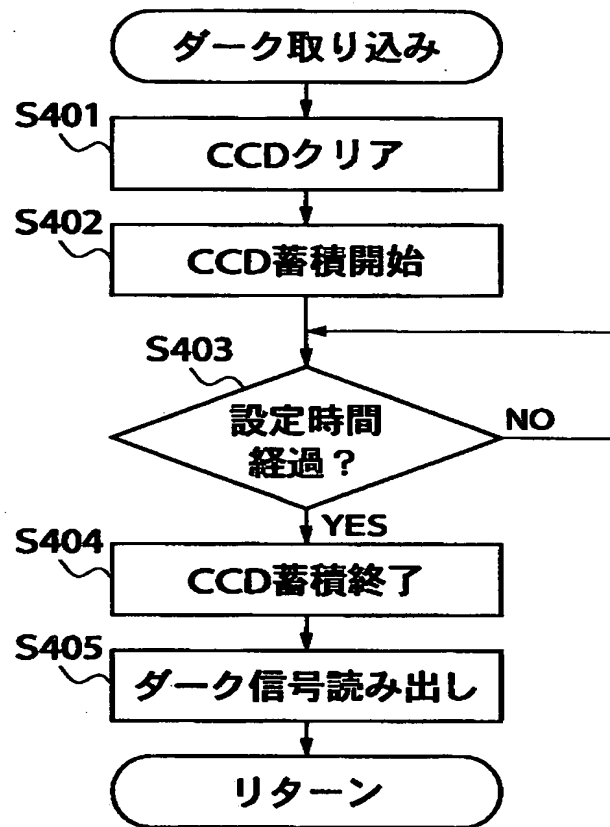 ダーク取り込み
S401
CCDクリア
S402
CCD蓄積開始
S403
設定時間
経過?
NO
YES
S404
CCD蓄積終了
S405
ダーク信号読み出し
リターン